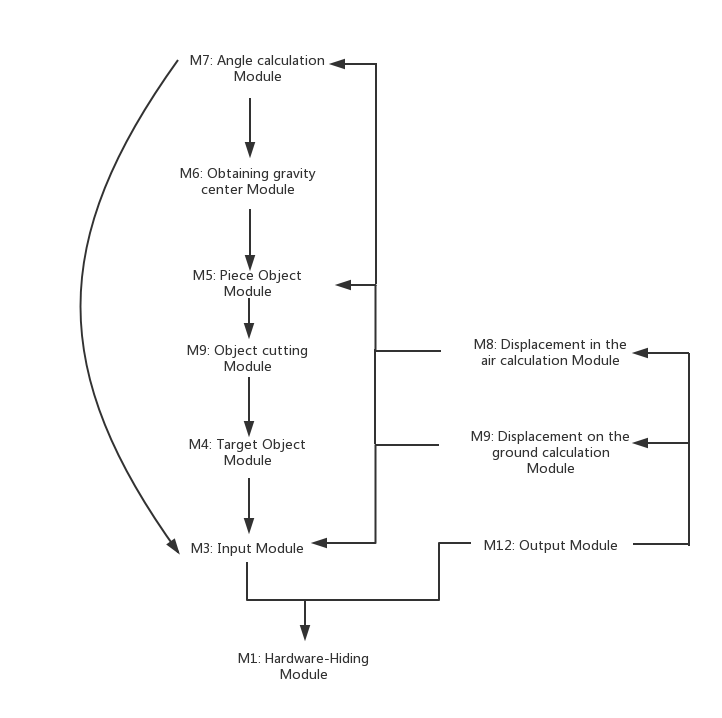 M7: Angle calculation
Module
M6: Obtaining gravity
center Module
M5: Piece Object
Module
M9: Object cutting
Module
M8: Displacement in the
air calculation Module
M4: Target Object
Module
M9: Displacement on the
ground calculation
Module
M3: Input Module
M12: Output Module
M1: Hardware-Hiding
Module